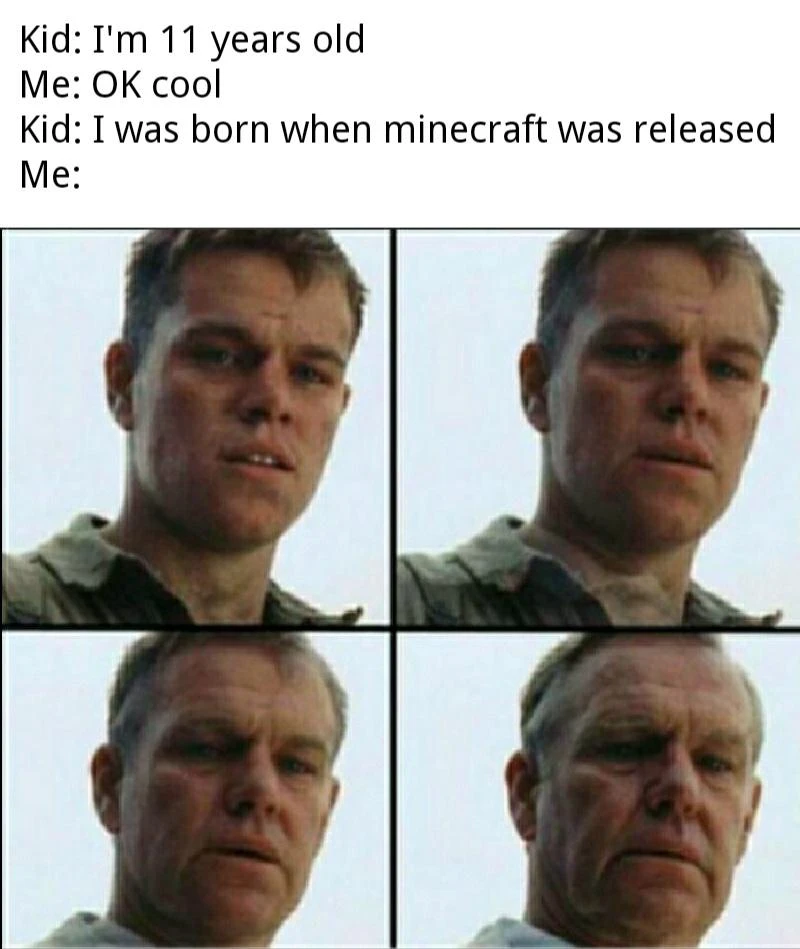 Kid: I'm 11 years old
Me: OK cool
Kid: I was born when minecraft was released
Me: